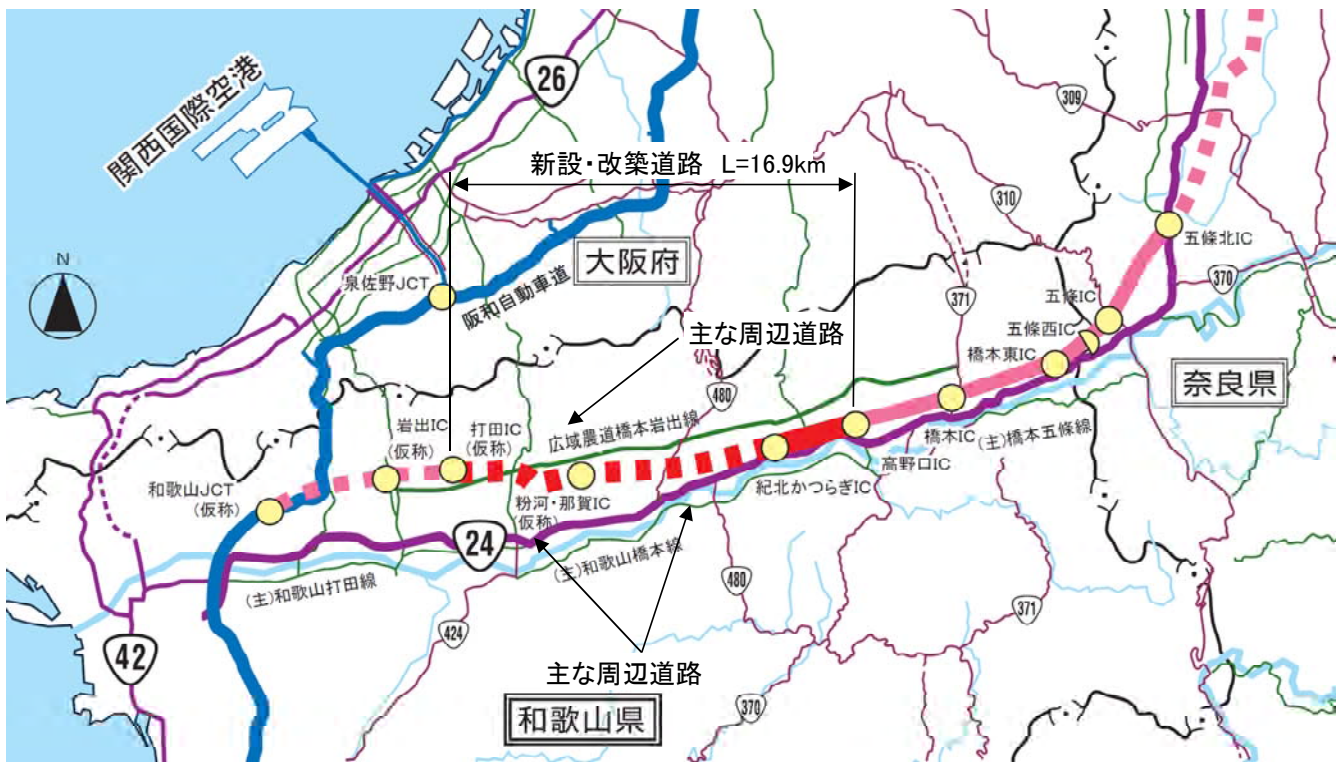 26
309
関西国際空港
新設・改築道路 L=16.9km
310
N
五條北IC
大阪府
泉佐野JCT
阪和自動車道
371
370
五條IC
主な周辺道路
五條西IC
橋本東IC
奈良県
480
岩出IC
(仮称)
打田IC
(仮称)
広域農道橋本岩出線
橋本IC
(主)橋本五條線
高野口IC
和歌山JCT
(仮称)
粉河・那賀IC
(仮称)
紀北かつらぎIC
24
(主)和歌山橋本線
(主)和歌山打田線
480
371
424
42
主な周辺道路
370
和歌山県